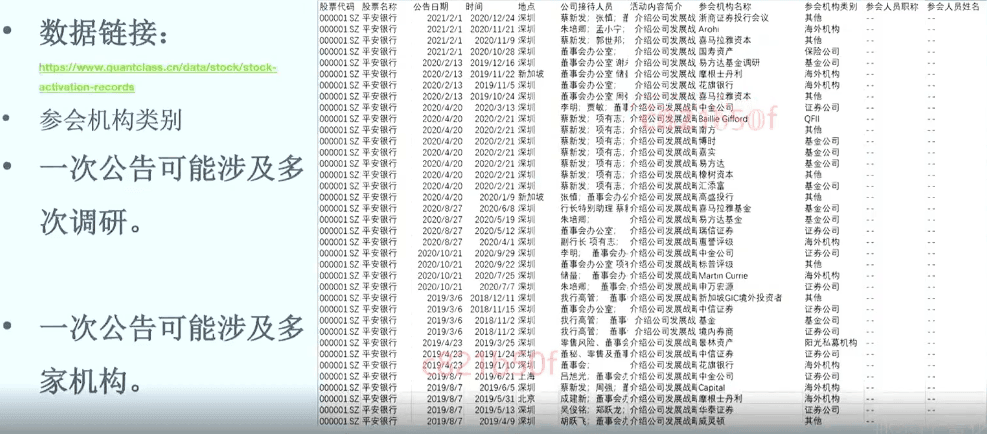 • 数据链接：
https://www.quantclass.cn/data/stock/stock-
activation-records
• 参会机构类别
• 一次公告可能涉及多
次调研。
• 一次公告可能涉及多
家机构。
股票代码 股票名称 公告日期 时间 地点 公司接待人员 活动内容简介 参会机构名称 参会机构类别 参会人员职称 参会人员姓名
000001 SZ 平安银行 2021/2/1 2020/12/24 深圳 蔡新发；张慎；董 介绍公司发展战 浙商证券投行会议 其他 -- --
000001 SZ 平安银行 2021/2/1 2020/11/21 深圳 朱培卿；孟小宁； 介绍公司发展战 Arohi 海外机构 -- --
000001 SZ 平安银行 2021/2/1 2020/11/9 深圳 蔡新发；郭世邦； 介绍公司发展战 喜马拉雅资本 其他 -- --
000001 SZ 平安银行 2021/2/1 2020/10/28 深圳 董事会办公室； 介绍公司发展战 国寿资产 保险公司 -- --
000001 SZ 平安银行 2020/2/13 2019/12/16 深圳 董事会办公室 介绍公司发展战 易方达基金调研 基金公司 -- --
000001 SZ 平安银行 2020/2/13 2019/11/22 新加坡 董事会办公室 储 介绍公司发展战 摩根士丹利 海外机构 -- --
000001 SZ 平安银行 2020/2/13 2019/11/5 深圳 董事会办公室； 介绍公司发展战 花旗银行 海外机构 -- --
000001 SZ 平安银行 2020/2/13 2019/10/24 深圳 董事会办公室 介绍公司发展战 喜马拉雅资本 其他 -- --
000001 SZ 平安银行 2020/4/20 2020/3/13 深圳 李明；贾敏；董事 介绍公司发展战 中金公司 证券公司 -- --
000001 SZ 平安银行 2020/4/20 2020/2/21 深圳 蔡新发；项有志； 介绍公司发展战 Baillie Gifford QFII -- --
000001 SZ 平安银行 2020/4/20 2020/2/21 深圳 蔡新发；项有志； 介绍公司发展战 南方 其他 -- --
000001 SZ 平安银行 2020/4/20 2020/2/21 深圳 蔡新发；项有志； 介绍公司发展战 博时 基金公司 -- --
000001 SZ 平安银行 2020/4/20 2020/2/21 深圳 蔡新发；项有志； 介绍公司发展战 嘉实 基金公司 -- --
000001 SZ 平安银行 2020/4/20 2020/2/21 深圳 蔡新发；项有志； 介绍公司发展战 易方达 基金公司 -- --
000001 SZ 平安银行 2020/4/20 2020/2/21 深圳 蔡新发；项有志； 介绍公司发展战 橡树资本 其他 -- --
000001 SZ 平安银行 2020/4/20 2020/2/21 深圳 蔡新发；项有志； 介绍公司发展战 汇添富 基金公司 -- --
000001 SZ 平安银行 2020/4/20 2020/1/9 新加坡 张慎；董事会办公 介绍公司发展战 高盛投行 其他 -- --
000001 SZ 平安银行 2020/8/27 2020/6/8 深圳 行长特别助理 蔡 介绍公司发展战 喜马拉雅基金 海外机构 -- --
000001 SZ 平安银行 2020/8/27 2020/5/19 深圳 朱培卿； 介绍公司发展战 易方达基金 基金公司 -- --
000001 SZ 平安银行 2020/8/27 2020/5/12 深圳 董事会办公室； 介绍公司发展战 瑞信证券 证券公司 -- --
000001 SZ 平安银行 2020/8/27 2020/4/1 深圳 副行长 项有志； 介绍公司发展战 惠誉评级 海外机构 -- --
000001 SZ 平安银行 2020/10/21 2020/9/29 深圳 李明； 董事会办 介绍公司发展战 中金公司 证券公司 -- --
000001 SZ 平安银行 2020/10/21 2020/9/22 深圳 董事会办公室 项 介绍公司发展战 标普评级 其他 -- --
000001 SZ 平安银行 2020/10/21 2020/7/25 深圳 储量； 董事会办 介绍公司发展战 Martin Currie 海外机构 -- --
000001 SZ 平安银行 2020/10/21 2020/7/7 深圳 朱培卿；董事会 介绍公司发展战 申万宏源 证券公司 -- --
000001 SZ 平安银行 2019/3/6 2018/12/11 深圳 我行高管； 董事 介绍公司发展战 新加坡GIC境外投资者 其他 -- --
000001 SZ 平安银行 2019/3/6 2018/11/15 深圳 我行高管； 董事 介绍公司发展战 中信证券 证券公司 -- --
000001 SZ 平安银行 2019/3/6 2018/11/2 深圳 我行高管； 董事 介绍公司发展战 基金 基金公司 -- --
000001 SZ 平安银行 2019/3/6 2018/11/2 深圳 我行高管； 董事 介绍公司发展战 境内券商 证券公司 -- --
000001 SZ 平安银行 2019/4/23 2019/3/25 深圳 零售风险、董事会 介绍公司发展战 景林资产 阳光私募机构 -- --
000001 SZ 平安银行 2019/4/23 深圳 董秘、零售及董事 介绍公司发展战 中信证券 证券公司 -- --
000001 SZ 平安银行 2019/4/23 深圳 董事会办公室 介绍公司发展战 花旗银行 海外机构 -- --
000001 SZ 平安银行 2019/8/7 2019/6/21 上海 吕旭光；董事会 介绍公司发展战 中金公司 证券公司 -- --
000001 SZ 平安银行 2019/8/7 2019/6/5 深圳 蔡新发；周强；董 介绍公司发展战 Capital 海外机构 -- --
000001 SZ 平安银行 2019/8/7 2019/5/31 北京 成建新；董事会办 介绍公司发展战 摩根士丹利 海外机构 -- --
000001 SZ 平安银行 2019/8/7 2019/5/13 深圳 吴俊铭；郑跃龙； 介绍公司发展战 华泰证券 证券公司 -- --
000001 SZ 平安银行 2019/8/7 2019/4/9 深圳 胡跃飞；董事会办 介绍公司发展战 威灵顿 其他 -- --